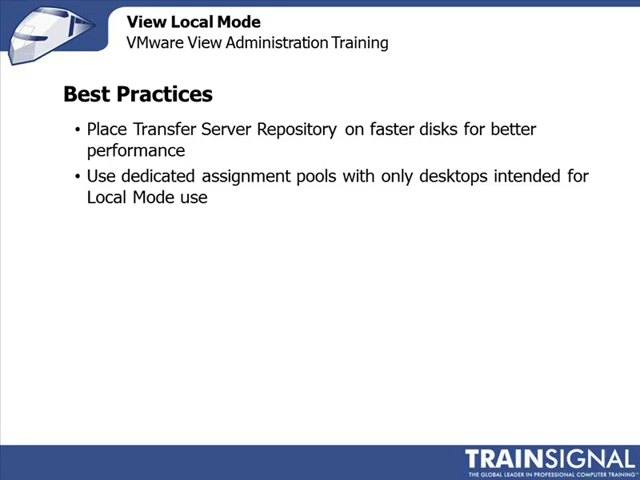 View Local Mode
VMware View Administration Training
Best Practices
• Place Transfer Server Repository on faster disks for better
performance
• Use dedicated assignment pools with only desktops intended for
Local Mode use
TRAINSIGNAL
THE GLOBAL LEADER IN PROFESSIONAL COMPUTER TRAINING™